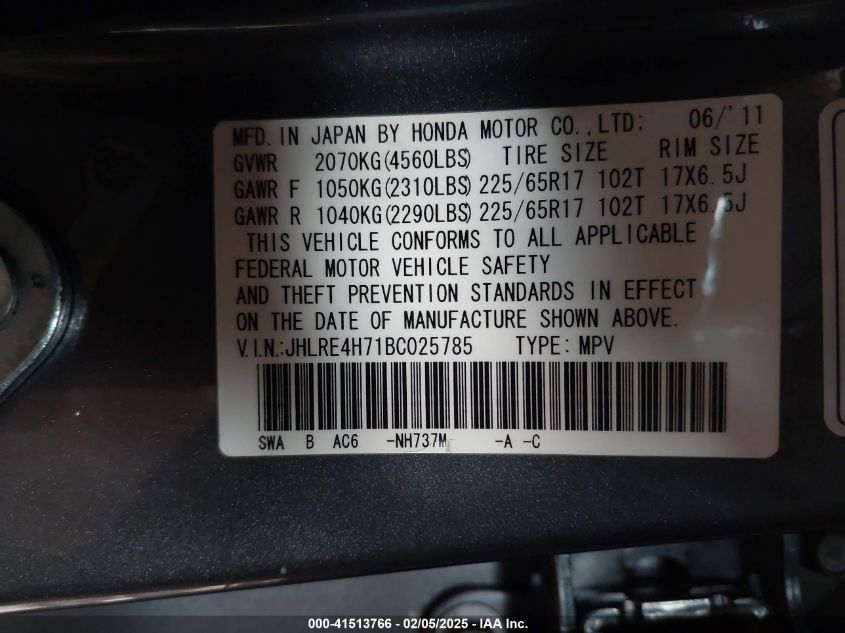 MFD. IN JAPAN BY HONDA MOTOR CO., LTD; 06/'11
GVWR 2070KG(4560LBS) TIRE SIZE RIM SIZE
GAWR F 1050KG(2310LBS) 225/65R17 102T 17X6.5J
GAWR R 1040KG(2290LBS) 225/65R17 102T 17X6.5J
THIS VEHICLE CONFORMS TO ALL APPLICABLE
FEDERAL MOTOR VEHICLE SAFETY
AND THEFT PREVENTION STANDARDS IN EFFECT
ON THE DATE OF MANUFACTURE SHOWN ABOVE.
V.I.N.:JHLRE4H71BC025785 TYPE: MPV
SWA B AC6 -NH737M -A -C
000-41513766 - 02/05/2025 - IAA Inc.